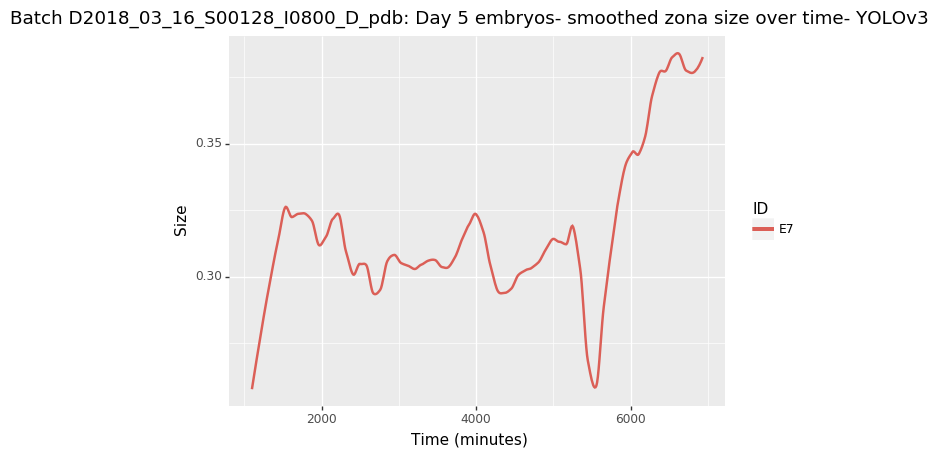 Batch D2018_03_16_S00128_I0800_D_pdb: Day 5 embryos- smoothed zona size over time- YOLOv3
0.35
0.30
Size
2000 4000 6000
Time (minutes)
ID
E7